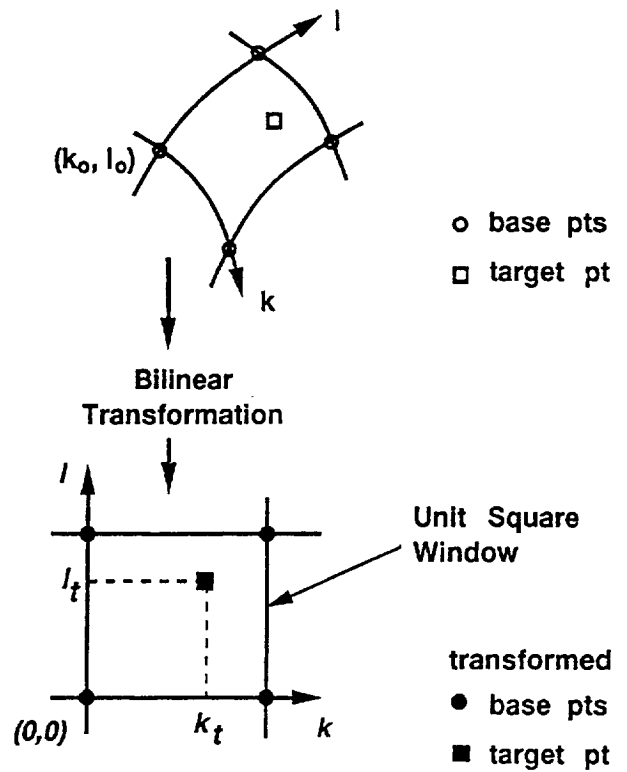 l
(k₀, l₀)
○ base pts
□ target pt
k
Bilinear
Transformation
l
Unit Square
Window
lₜ
transformed
(0,0)
kₜ
k
● base pts
■ target pt